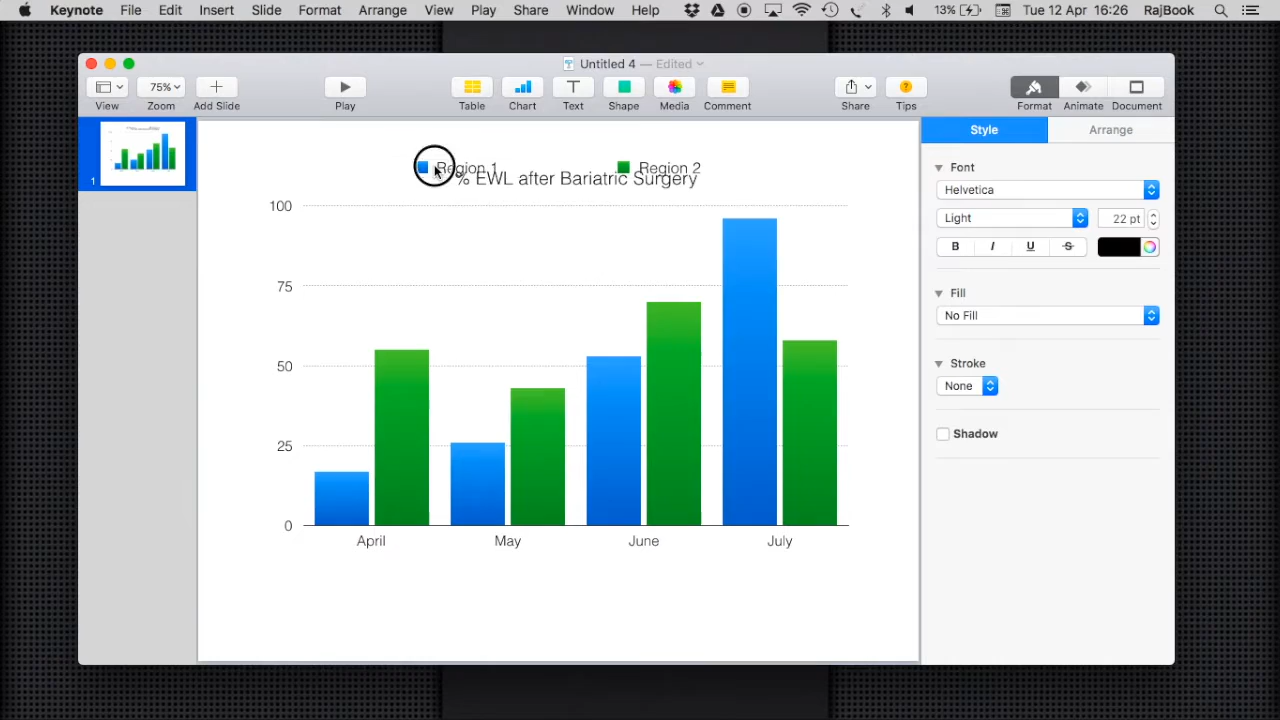 Keynote File Edit Insert Slide Format Arrange View Play Share Window Help 13% Tue 12 Apr 16:26 RajBook
Untitled 4 — Edited
75%
View Zoom Add Slide Play Table Chart Text Shape Media Comment Share Tips Format Animate Document
Style Arrange
1
Region 1 Region 2
% EWL after Bariatric Surgery
100
75
50
25
0
April May June July
Font
Helvetica
Light 22 pt
B I U S
Fill
No Fill
Stroke
None
Shadow